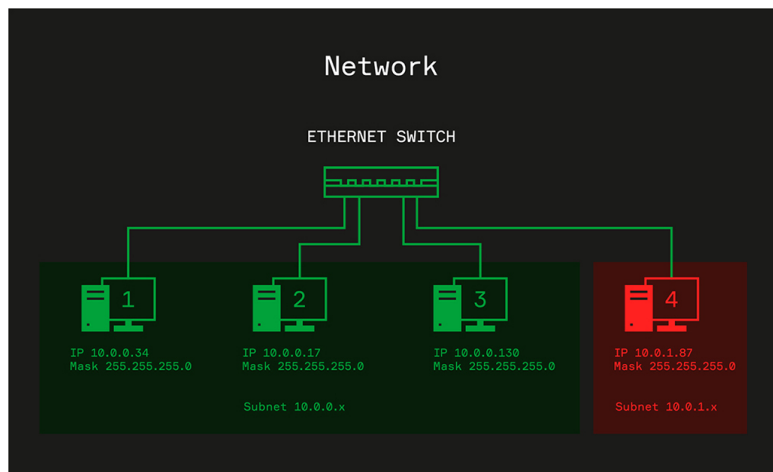 Network
ETHERNET SWITCH
1
2
3
4
IP 10.0.0.34
Mask 255.255.255.0
IP 10.0.0.17
Mask 255.255.255.0
IP 10.0.0.130
Mask 255.255.255.0
IP 10.0.1.87
Mask 255.255.255.0
Subnet 10.0.0.x
Subnet 10.0.1.x